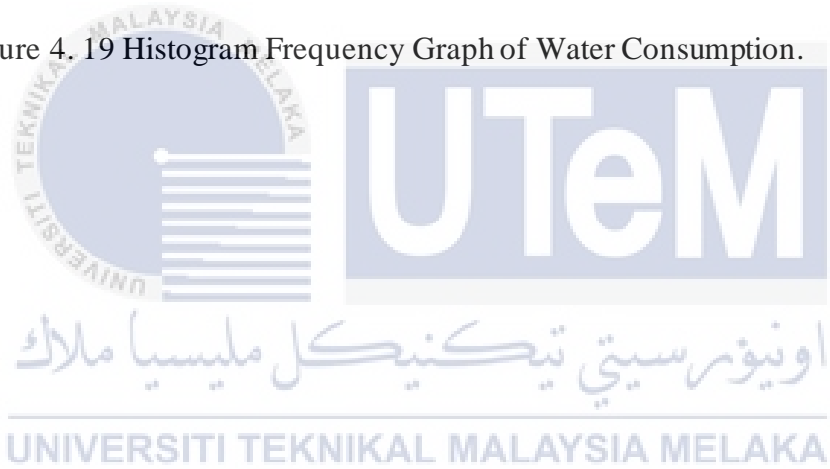 ure 4. 19 Histogram Frequency Graph of Water Consumption.
UNIVERSITI TEKNIKAL MALAYSIA MELAKA
UTeM
اونيۏرسيتي تيكنيكل مليسيا ملاك
UNIVERSITI TEKNIKAL MALAYSIA MELAKA